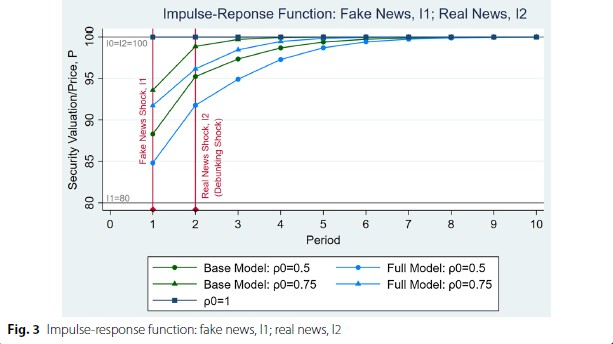 Impulse-Reponse Function: Fake News, I1; Real News, I2
Security Valuation/Price, P
100
95
90
85
80
I0=I2=100
I1=80
Fake News Shock, I1
Real News Shock, I2
(Debunking Shock)
0 1 2 3 4 5 6 7 8 9 10
Period
Base Model: ρ0=0.5 Full Model: ρ0=0.5
Base Model: ρ0=0.75 Full Model: ρ0=0.75
ρ0=1
Fig. 3 Impulse-response function: fake news, I1; real news, I2